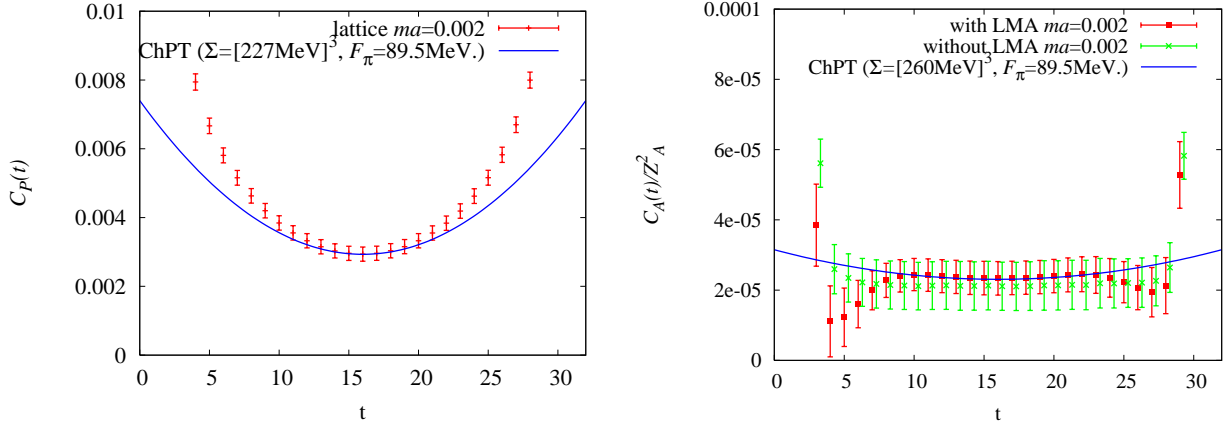 0.01
0.008
0.006
0.004
0.002
0
0 5 10 15 20 25 30
C_P(t)
t
lattice ma=0.002
ChPT (Σ=[227MeV]^3, F_π=89.5MeV.)
0.0001
8e-05
6e-05
4e-05
2e-05
0
0 5 10 15 20 25 30
C_A(t)/Z^2_A
t
with LMA ma=0.002
without LMA ma=0.002
ChPT (Σ=[260MeV]^3, F_π=89.5MeV.)